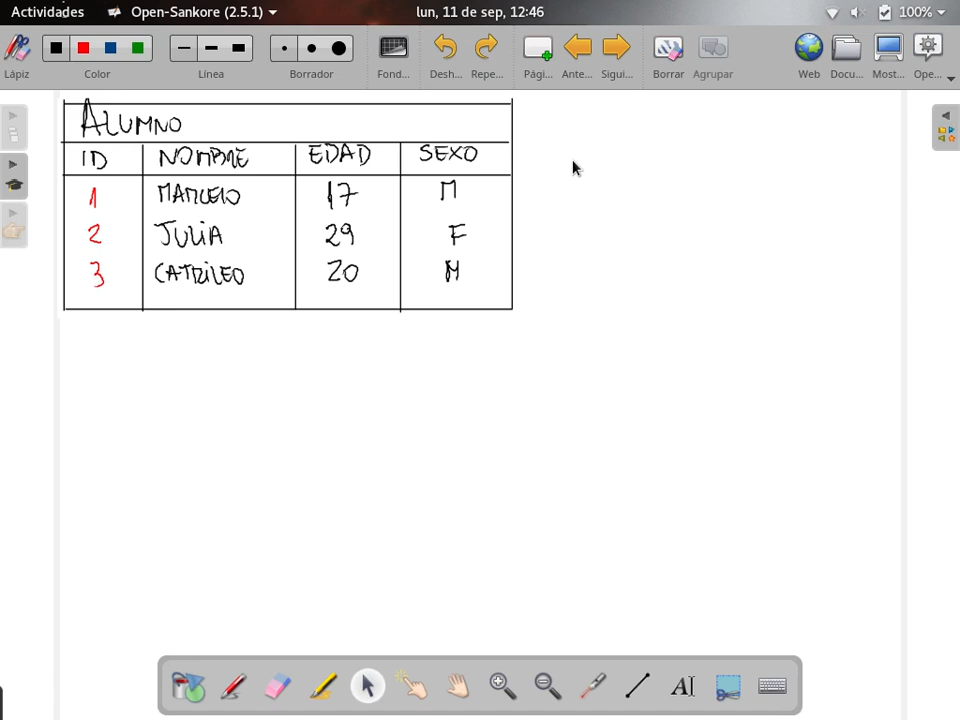 Actividades Open-Sankore (2.5.1) lun, 11 de sep, 12:46 100%
Lápiz Color Línea Borrador Fond... Desh... Repe... Pági... Ante... Sigui... Borrar Agrupar Web Docu... Most... Ope...
ALUMNO
ID NOMBRE EDAD SEXO
1 MARCELO 17 M
2 JULIA 29 F
3 CATRILEO 20 M
AI